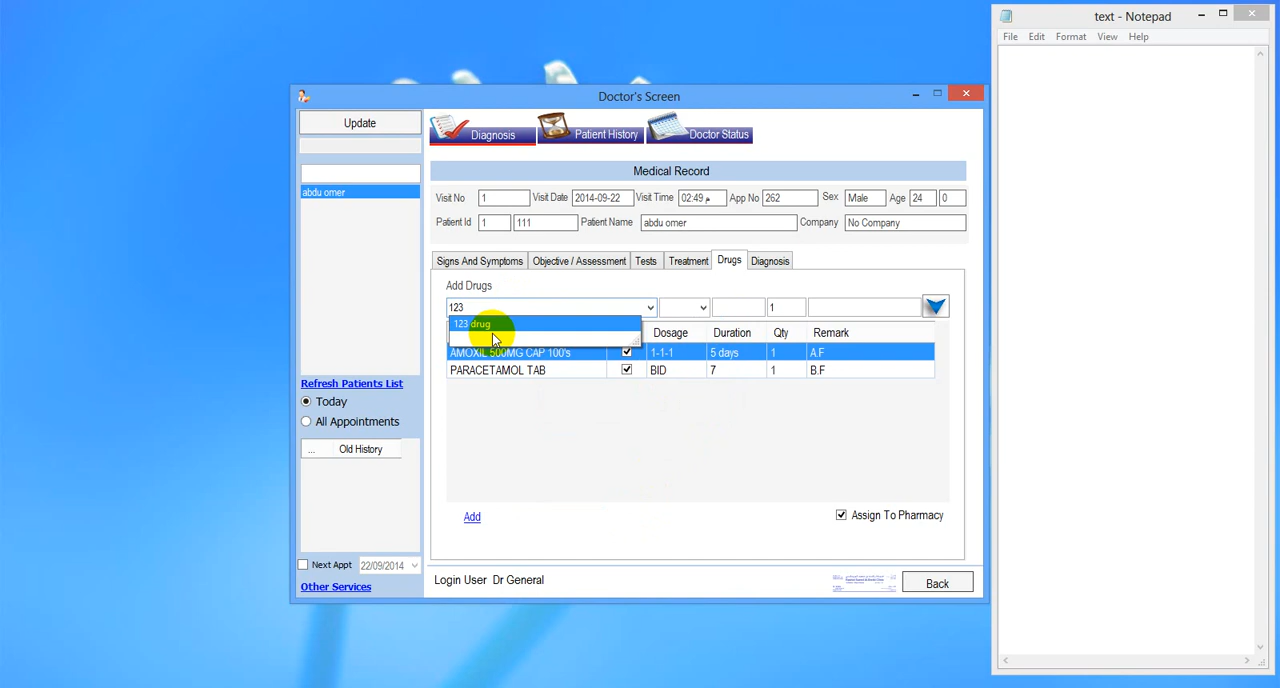 text - Notepad
File Edit Format View Help
Doctor's Screen
Update
Diagnosis
Patient History
Doctor Status
Medical Record
abdu omer
Visit No 1 Visit Date 2014-09-22 Visit Time 02:49 م App No 262 Sex Male Age 24 0
Patient Id 1 111 Patient Name abdu omer Company No Company
Signs And Symptoms Objective / Assessment Tests Treatment Drugs Diagnosis
Add Drugs
123 1
123 drug
Dosage Duration Qty Remark
AMOXIL 500MG CAP 100's 1-1-1 5 days 1 A.F
PARACETAMOL TAB BID 7 1 B.F
Refresh Patients List
Today
All Appointments
... Old History
Add
Assign To Pharmacy
Next Appt 22/09/2014
Other Services
Login User Dr General
Back